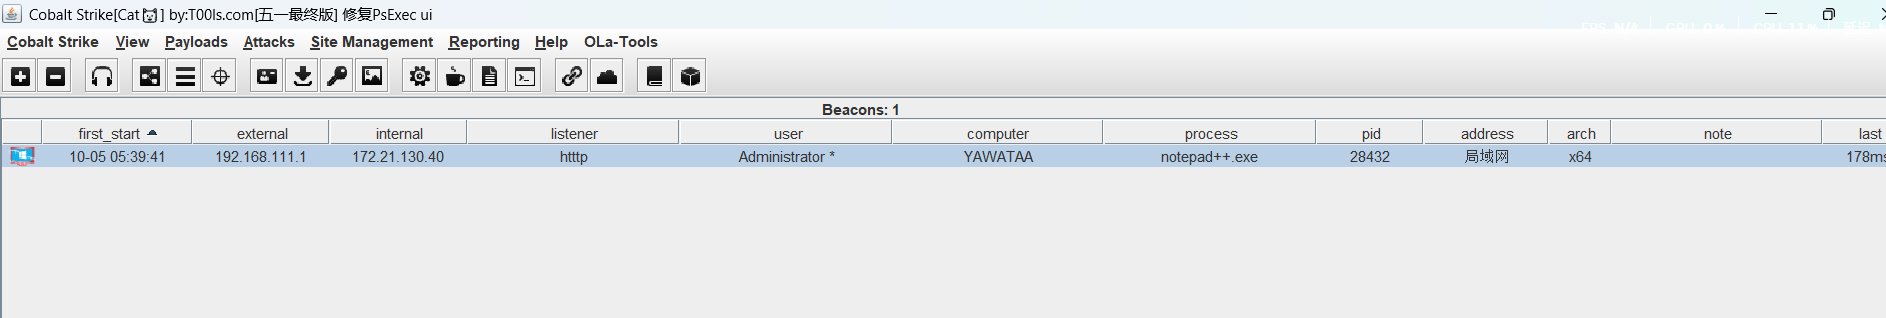 Cobalt Strike[Cat🐱] by:T00ls.com[五一最终版] 修复PsExec ui
Cobalt Strike View Payloads Attacks Site Management Reporting Help OLa-Tools
Beacons: 1
first_start external internal listener user computer process pid address arch note last
10-05 05:39:41 192.168.111.1 172.21.130.40 htttp Administrator * YAWATAA notepad++.exe 28432 局域网 x64 178ms